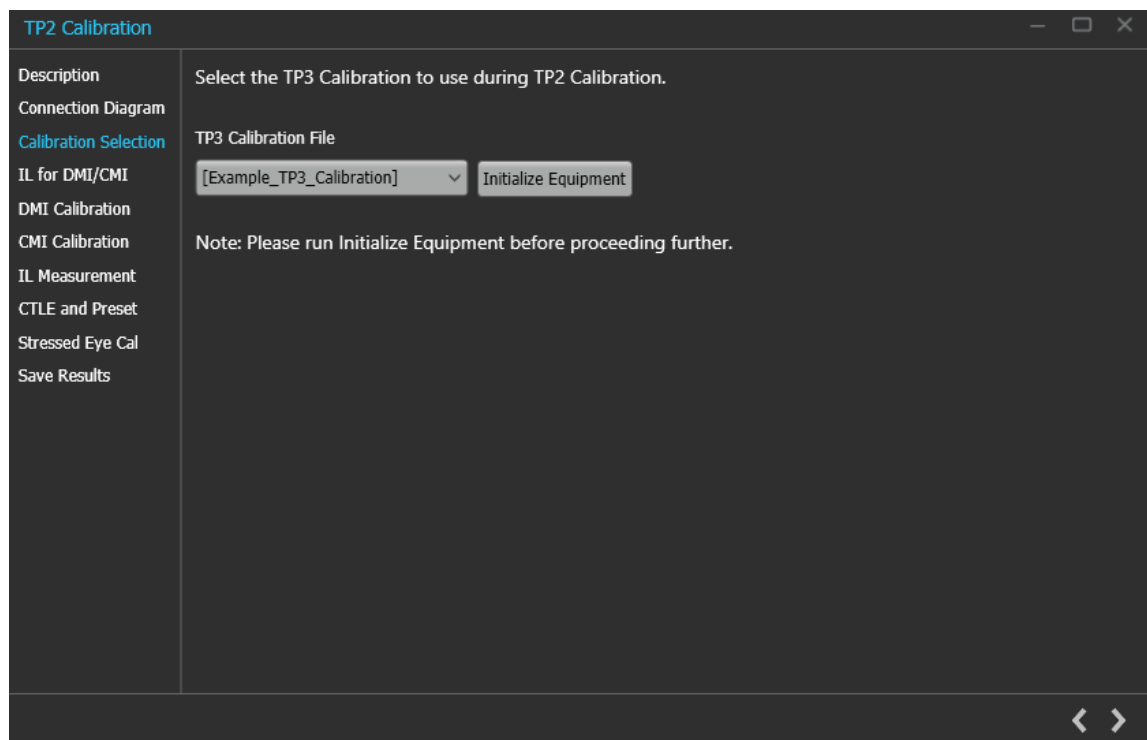 TP2 Calibration
Description
Connection Diagram
Calibration Selection
IL for DMI/CMI
DMI Calibration
CMI Calibration
IL Measurement
CTLE and Preset
Stressed Eye Cal
Save Results
Select the TP3 Calibration to use during TP2 Calibration.
TP3 Calibration File
[Example_TP3_Calibration]
Initialize Equipment
Note: Please run Initialize Equipment before proceeding further.